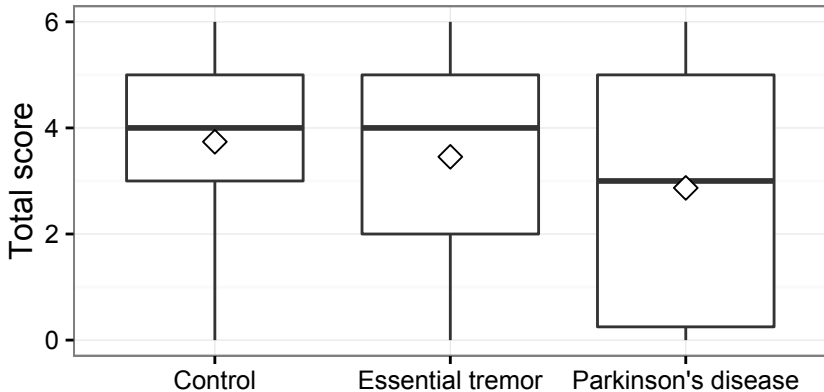 Total score
6
4
2
0
Control
Essential tremor
Parkinson's disease